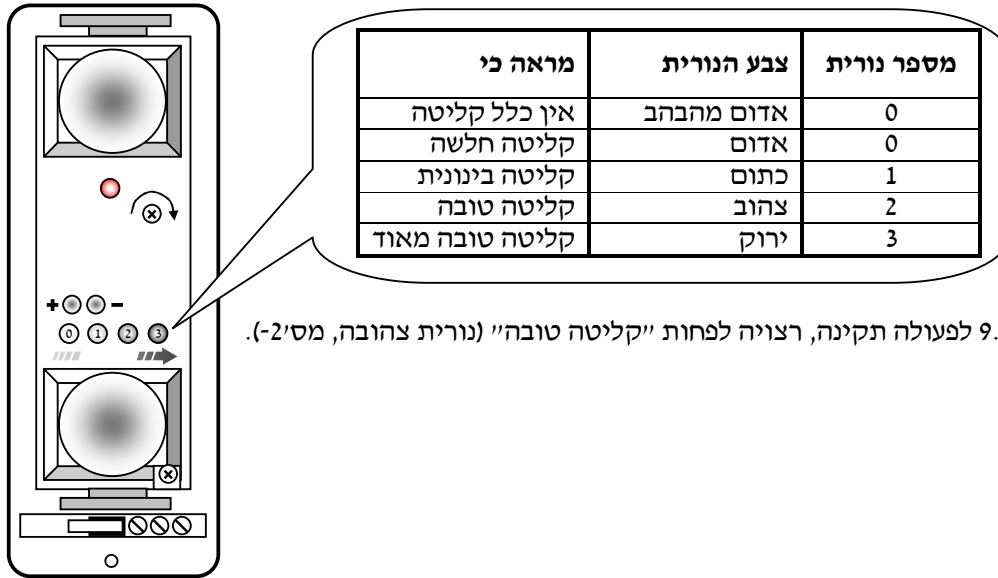 מספר נורית צבע הנורית מראה כי
0 אדום מהבהב אין כלל קליטה
0 אדום קליטה חלשה
1 כתום קליטה בינונית
2 צהוב קליטה טובה
3 ירוק קליטה טובה מאוד
+ −
0 1 2 3
9. לפעולה תקינה, רצויה לפחות ״קליטה טובה״ (נורית צהובה, מס׳2-).